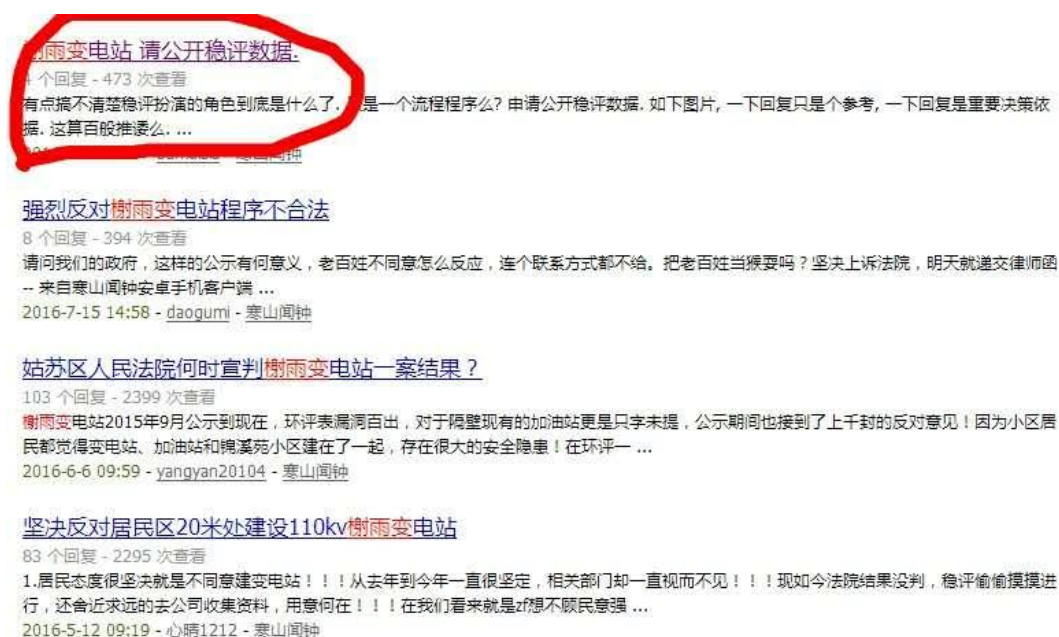 雨变电站 请公开稳评数据.
个回复 - 473 次查看
有点搞不清楚稳评扮演的角色到底是什么了. 是一个流程程序么? 申请公开稳评数据. 如下图片, 一下回复只是个参考, 一下回复是重要决策依
据. 这算百般推诿么. ...
寒山闻钟
强烈反对榭雨变电站程序不合法
8 个回复 - 394 次查看
请问我们的政府，这样的公示有何意义，老百姓不同意怎么反应，连个联系方式都不给。把老百姓当猴耍吗？坚决上诉法院，明天就递交律师函
-- 来自寒山闻钟安卓手机客户端 ...
2016-7-15 14:58 - daogumi - 寒山闻钟
姑苏区人民法院何时宣判榭雨变电站一案结果？
103 个回复 - 2399 次查看
榭雨变电站2015年9月公示到现在，环评表漏洞百出，对于隔壁现有的加油站更是只字未提，公示期间也接到了上千封的反对意见！因为小区居
民都觉得变电站、加油站和锦溪苑小区建在了一起，存在很大的安全隐患！在环评一 ...
2016-6-6 09:59 - yangyan20104 - 寒山闻钟
坚决反对居民区20米处建设110kv榭雨变电站
83 个回复 - 2295 次查看
1.居民态度很坚决就是不同意建变电站！！！从去年到今年一直很坚定，相关部门却一直视而不见！！！现如今法院结果没判，稳评偷偷摸摸进
行，还舍近求远的去公司收集资料，用意何在！！！在我们看来就是zf想不顾民意强 ...
2016-5-12 09:19 - 心晴1212 - 寒山闻钟